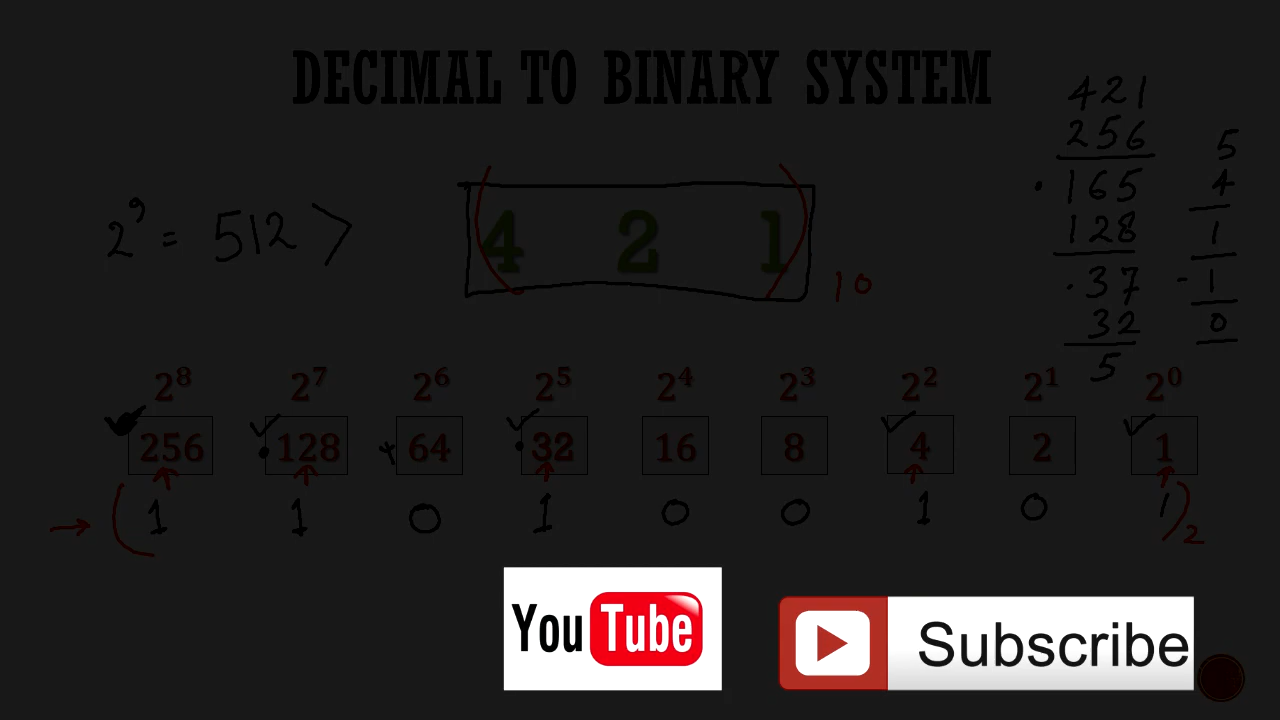 DECIMAL TO BINARY SYSTEM
2⁹ = 512 >
(4 2 1)₁₀
421
256
165
128
37
32
5
5
4
1
- 1
0
2⁸ 2⁷ 2⁶ 2⁵ 2⁴ 2³ 2² 2¹ 2⁰
256 128 64 32 16 8 4 2 1
→ (1 1 0 1 0 0 1 0 1)₂
YouTube
Subscribe